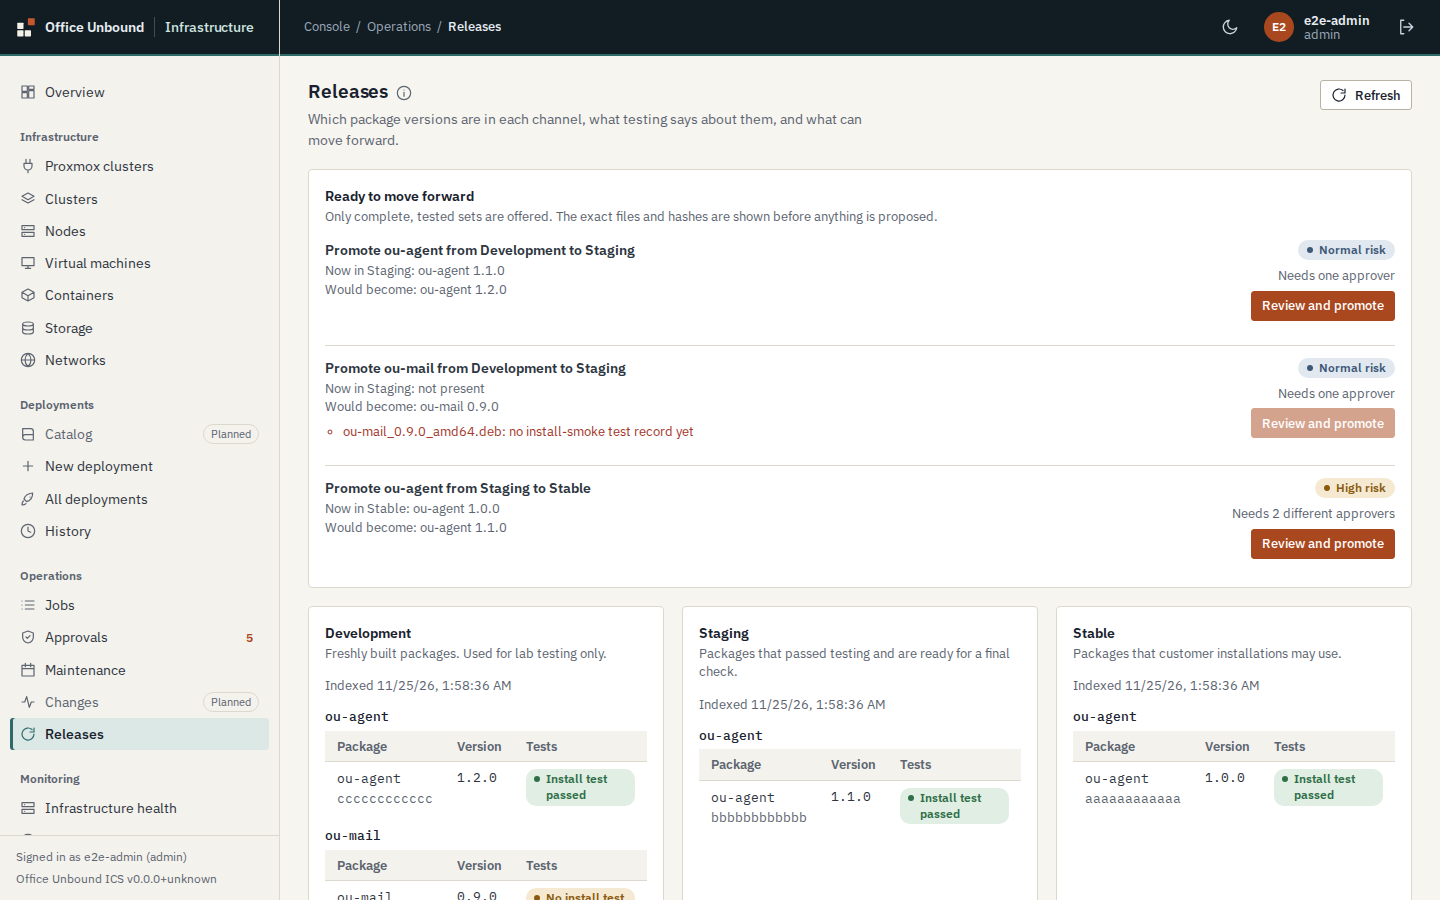 Office Unbound
Infrastructure
Console / Operations / Releases
E2
e2e-admin
admin
Overview
Infrastructure
Proxmox clusters
Clusters
Nodes
Virtual machines
Containers
Storage
Networks
Deployments
Catalog Planned
New deployment
All deployments
History
Operations
Jobs
Approvals 5
Maintenance
Changes Planned
Releases
Monitoring
Infrastructure health
Signed in as e2e-admin (admin)
Office Unbound ICS v0.0.0+unknown
Releases
Refresh
Which package versions are in each channel, what testing says about them, and what can
move forward.
Ready to move forward
Only complete, tested sets are offered. The exact files and hashes are shown before anything is proposed.
Promote ou-agent from Development to Staging
Now in Staging: ou-agent 1.1.0
Would become: ou-agent 1.2.0
Normal risk
Needs one approver
Review and promote
Promote ou-mail from Development to Staging
Now in Staging: not present
Would become: ou-mail 0.9.0
ou-mail_0.9.0_amd64.deb: no install-smoke test record yet
Normal risk
Needs one approver
Review and promote
Promote ou-agent from Staging to Stable
Now in Stable: ou-agent 1.0.0
Would become: ou-agent 1.1.0
High risk
Needs 2 different approvers
Review and promote
Development
Freshly built packages. Used for lab testing only.
Indexed 11/25/26, 1:58:36 AM
ou-agent
Package Version Tests
ou-agent 1.2.0 Install test
cccccccccccc passed
ou-mail
Package Version Tests
ou-mail 0.9.0 No install test
Staging
Packages that passed testing and are ready for a final
check.
Indexed 11/25/26, 1:58:36 AM
ou-agent
Package Version Tests
ou-agent 1.1.0 Install test
bbbbbbbbbbbb passed
Stable
Packages that customer installations may use.
Indexed 11/25/26, 1:58:36 AM
ou-agent
Package Version Tests
ou-agent 1.0.0 Install test
aaaaaaaaaaaa passed